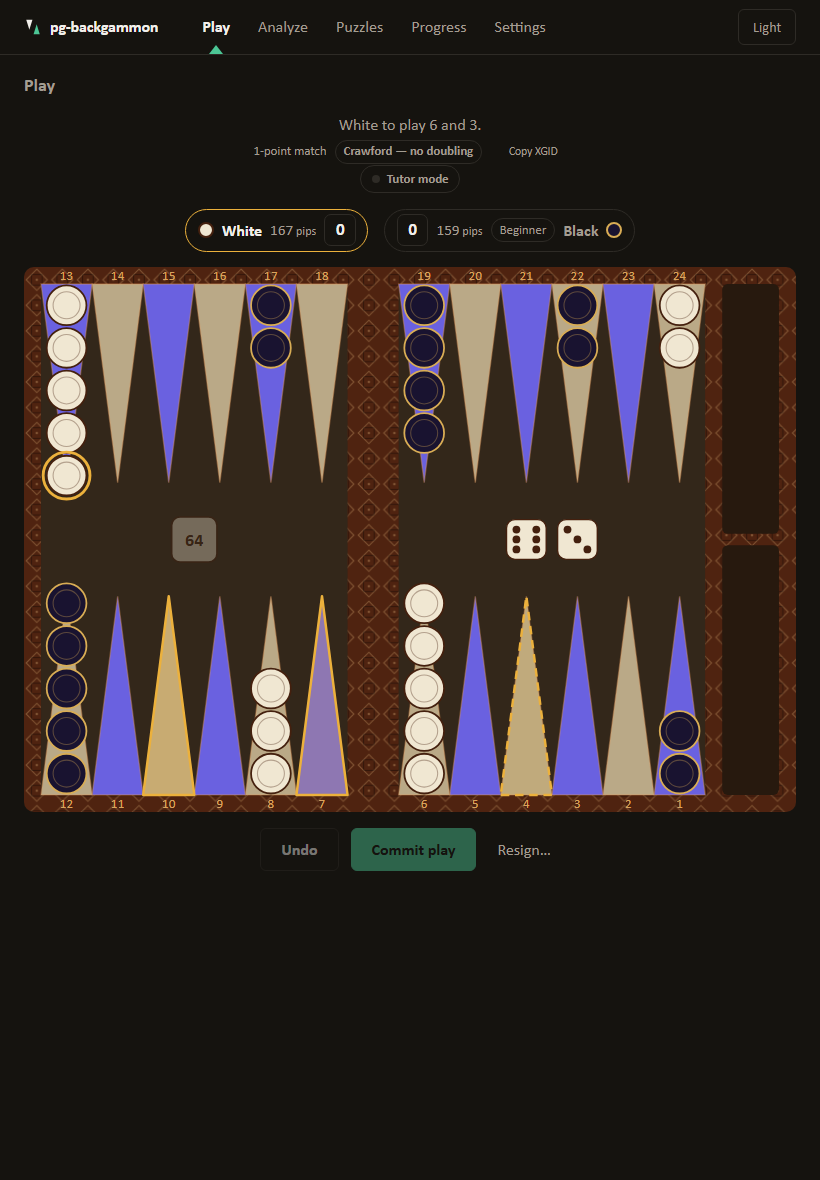 pg-backgammon Play Analyze Puzzles Progress Settings Light
Play
White to play 6 and 3.
1-point match Crawford — no doubling Copy XGID
Tutor mode
White 167 pips 0 0 159 pips Beginner Black
13 14 15 16 17 18 19 20 21 22 23 24
64
12 11 10 9 8 7 6 5 4 3 2 1
Undo Commit play Resign...